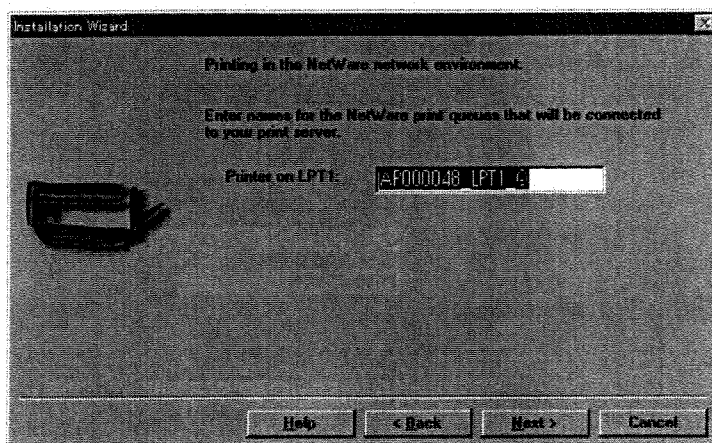 Installation Wizard
Printing in the NetWare network environment.
Enter names for the NetWare print queues that will be connected
to your print server.
Printer on LPT1:
Help
< Back
Next >
Cancel